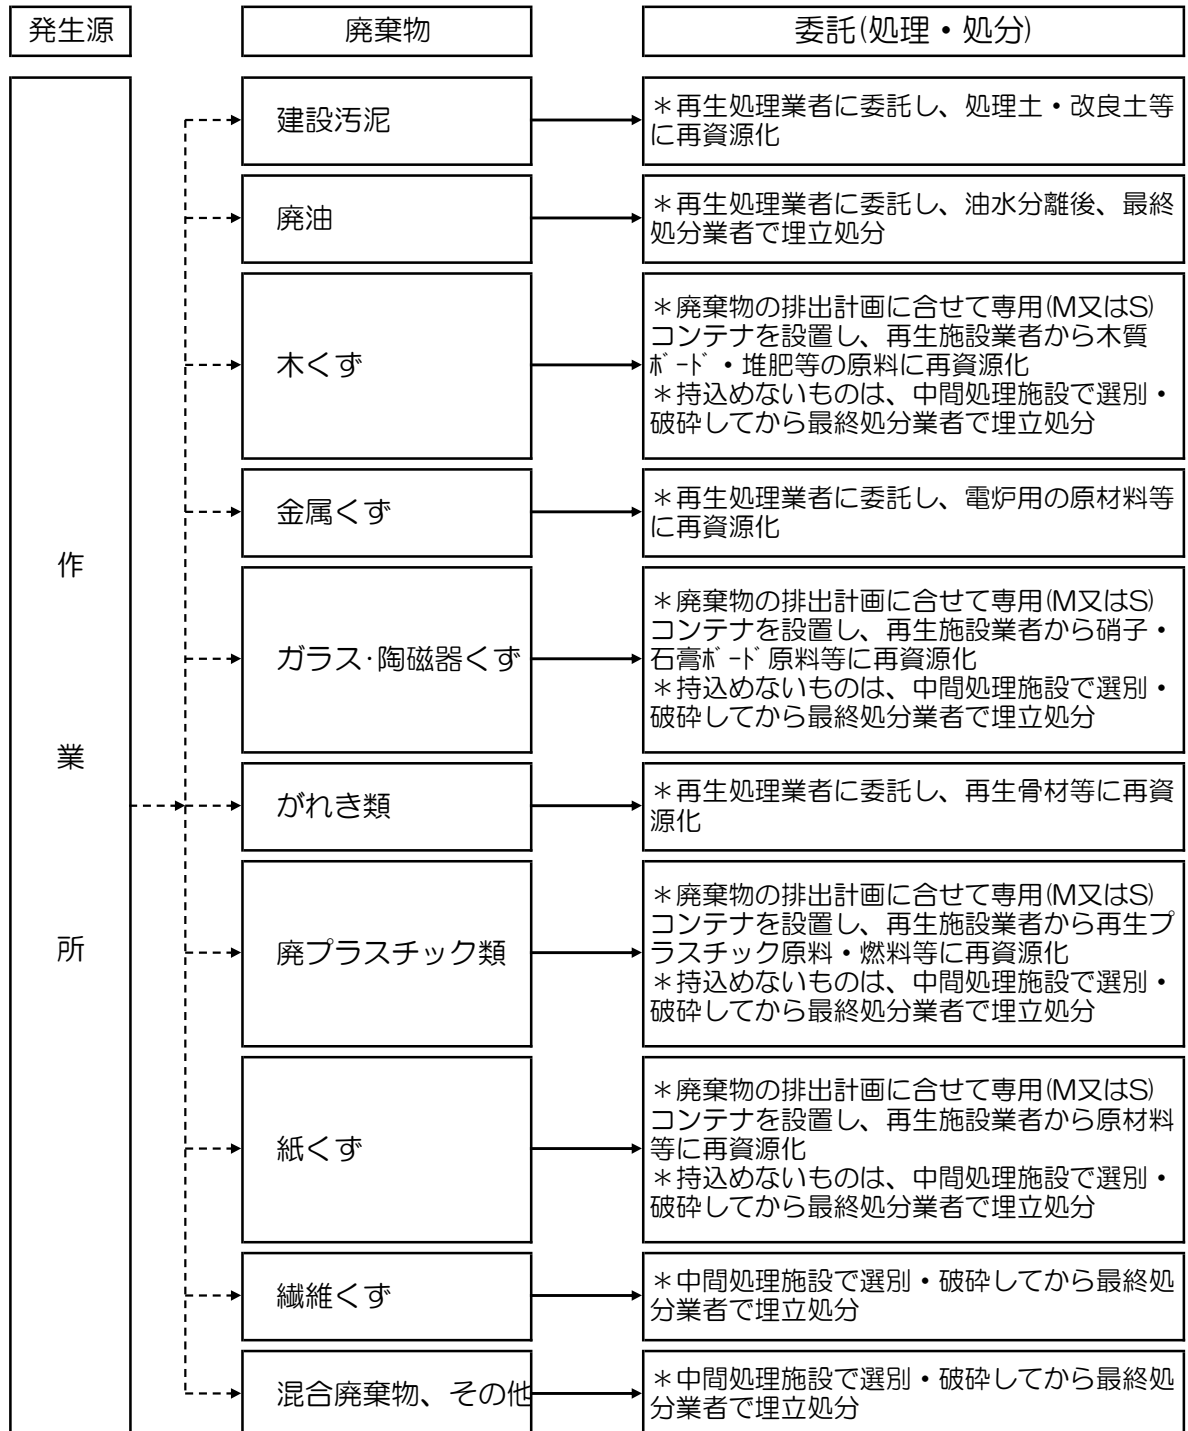 発生源
廃棄物
委託(処理・処分)
作
業
所
建設汚泥
＊再生処理業者に委託し、処理土・改良土等
に再資源化
廃油
＊再生処理業者に委託し、油水分離後、最終
処分業者で埋立処分
木くず
＊廃棄物の排出計画に合せて専用(M又はS)
コンテナを設置し、再生施設業者から木質
ﾎﾞｰﾄﾞ・堆肥等の原料に再資源化
＊持込めないものは、中間処理施設で選別・
破砕してから最終処分業者で埋立処分
金属くず
＊再生処理業者に委託し、電炉用の原材料等
に再資源化
ガラス･陶磁器くず
＊廃棄物の排出計画に合せて専用(M又はS)
コンテナを設置し、再生施設業者から硝子・
石膏ﾎﾞｰﾄﾞ原料等に再資源化
＊持込めないものは、中間処理施設で選別・
破砕してから最終処分業者で埋立処分
がれき類
＊再生処理業者に委託し、再生骨材等に再資
源化
廃プラスチック類
＊廃棄物の排出計画に合せて専用(M又はS)
コンテナを設置し、再生施設業者から再生プ
ラスチック原料・燃料等に再資源化
＊持込めないものは、中間処理施設で選別・
破砕してから最終処分業者で埋立処分
紙くず
＊廃棄物の排出計画に合せて専用(M又はS)
コンテナを設置し、再生施設業者から原材料
等に再資源化
＊持込めないものは、中間処理施設で選別・
破砕してから最終処分業者で埋立処分
繊維くず
＊中間処理施設で選別・破砕してから最終処
分業者で埋立処分
混合廃棄物、その他
＊中間処理施設で選別・破砕してから最終処
分業者で埋立処分